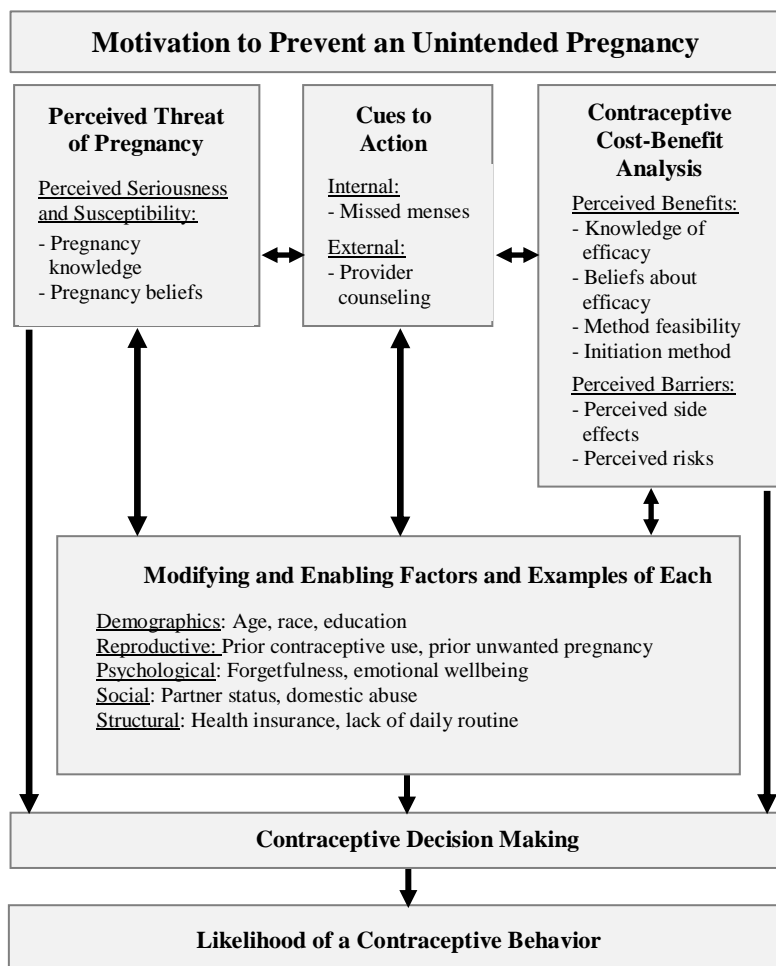 Motivation to Prevent an Unintended Pregnancy
Perceived Threat
of Pregnancy
Perceived Seriousness
and Susceptibility:
- Pregnancy
knowledge
- Pregnancy beliefs
Cues to
Action
Internal:
- Missed menses
External:
- Provider
counseling
Contraceptive
Cost-Benefit
Analysis
Perceived Benefits:
- Knowledge of
efficacy
- Beliefs about
efficacy
- Method feasibility
- Initiation method
Perceived Barriers:
- Perceived side
effects
- Perceived risks
Modifying and Enabling Factors and Examples of Each
Demographics: Age, race, education
Reproductive: Prior contraceptive use, prior unwanted pregnancy
Psychological: Forgetfulness, emotional wellbeing
Social: Partner status, domestic abuse
Structural: Health insurance, lack of daily routine
Contraceptive Decision Making
Likelihood of a Contraceptive Behavior